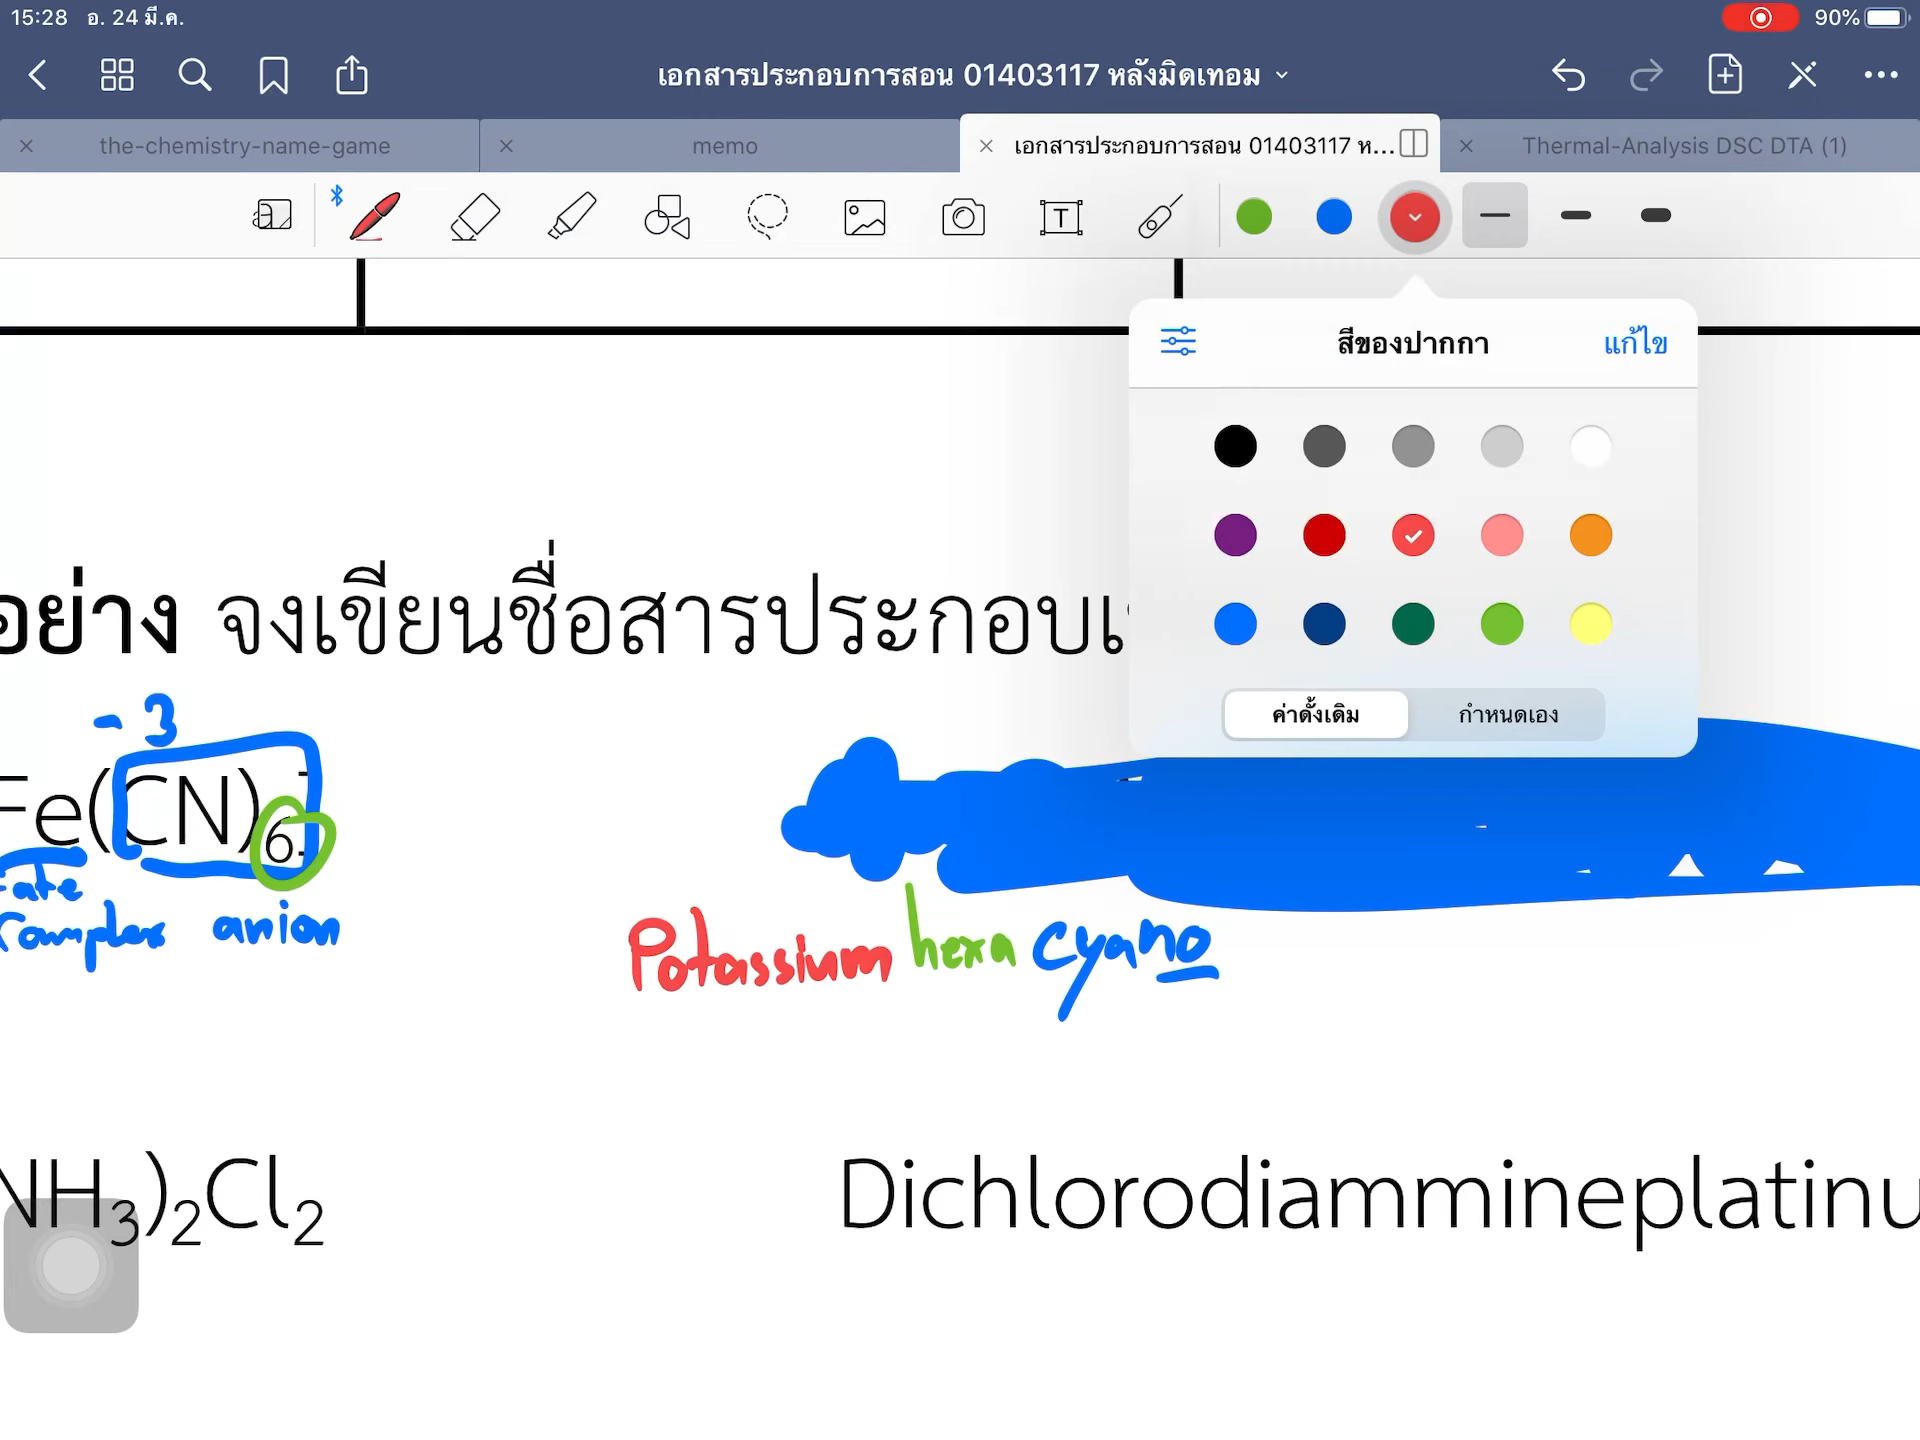 15:28 อ. 24 มี.ค. 90%
เอกสารประกอบการสอน 01403117 หลังมิดเทอม
the-chemistry-name-game
memo
เอกสารประกอบการสอน 01403117 ห...
Thermal-Analysis DSC DTA (1)
T
สีของปากกา
แก้ไข
ค่าดั้งเดิม
กำหนดเอง
อย่าง จงเขียนชื่อสารประกอบเ
- 3
Fe(CN)6]
complex anion
Potassium hexa cyano
NH3)2Cl2
Dichlorodiammineplatinu